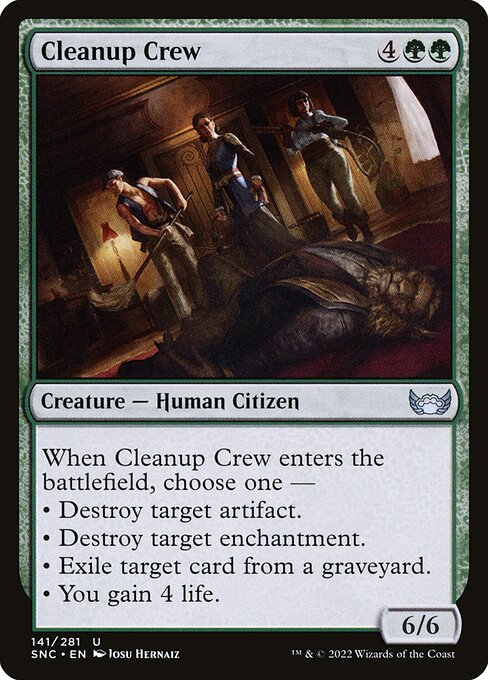 Cleanup Crew 4
Creature — Human Citizen
When Cleanup Crew enters the
battlefield, choose one —
• Destroy target artifact.
• Destroy target enchantment.
• Exile target card from a graveyard.
• You gain 4 life.
6/6
141/281 U
SNC • EN Josu Hernaiz
™ & © 2022 Wizards of the Coast